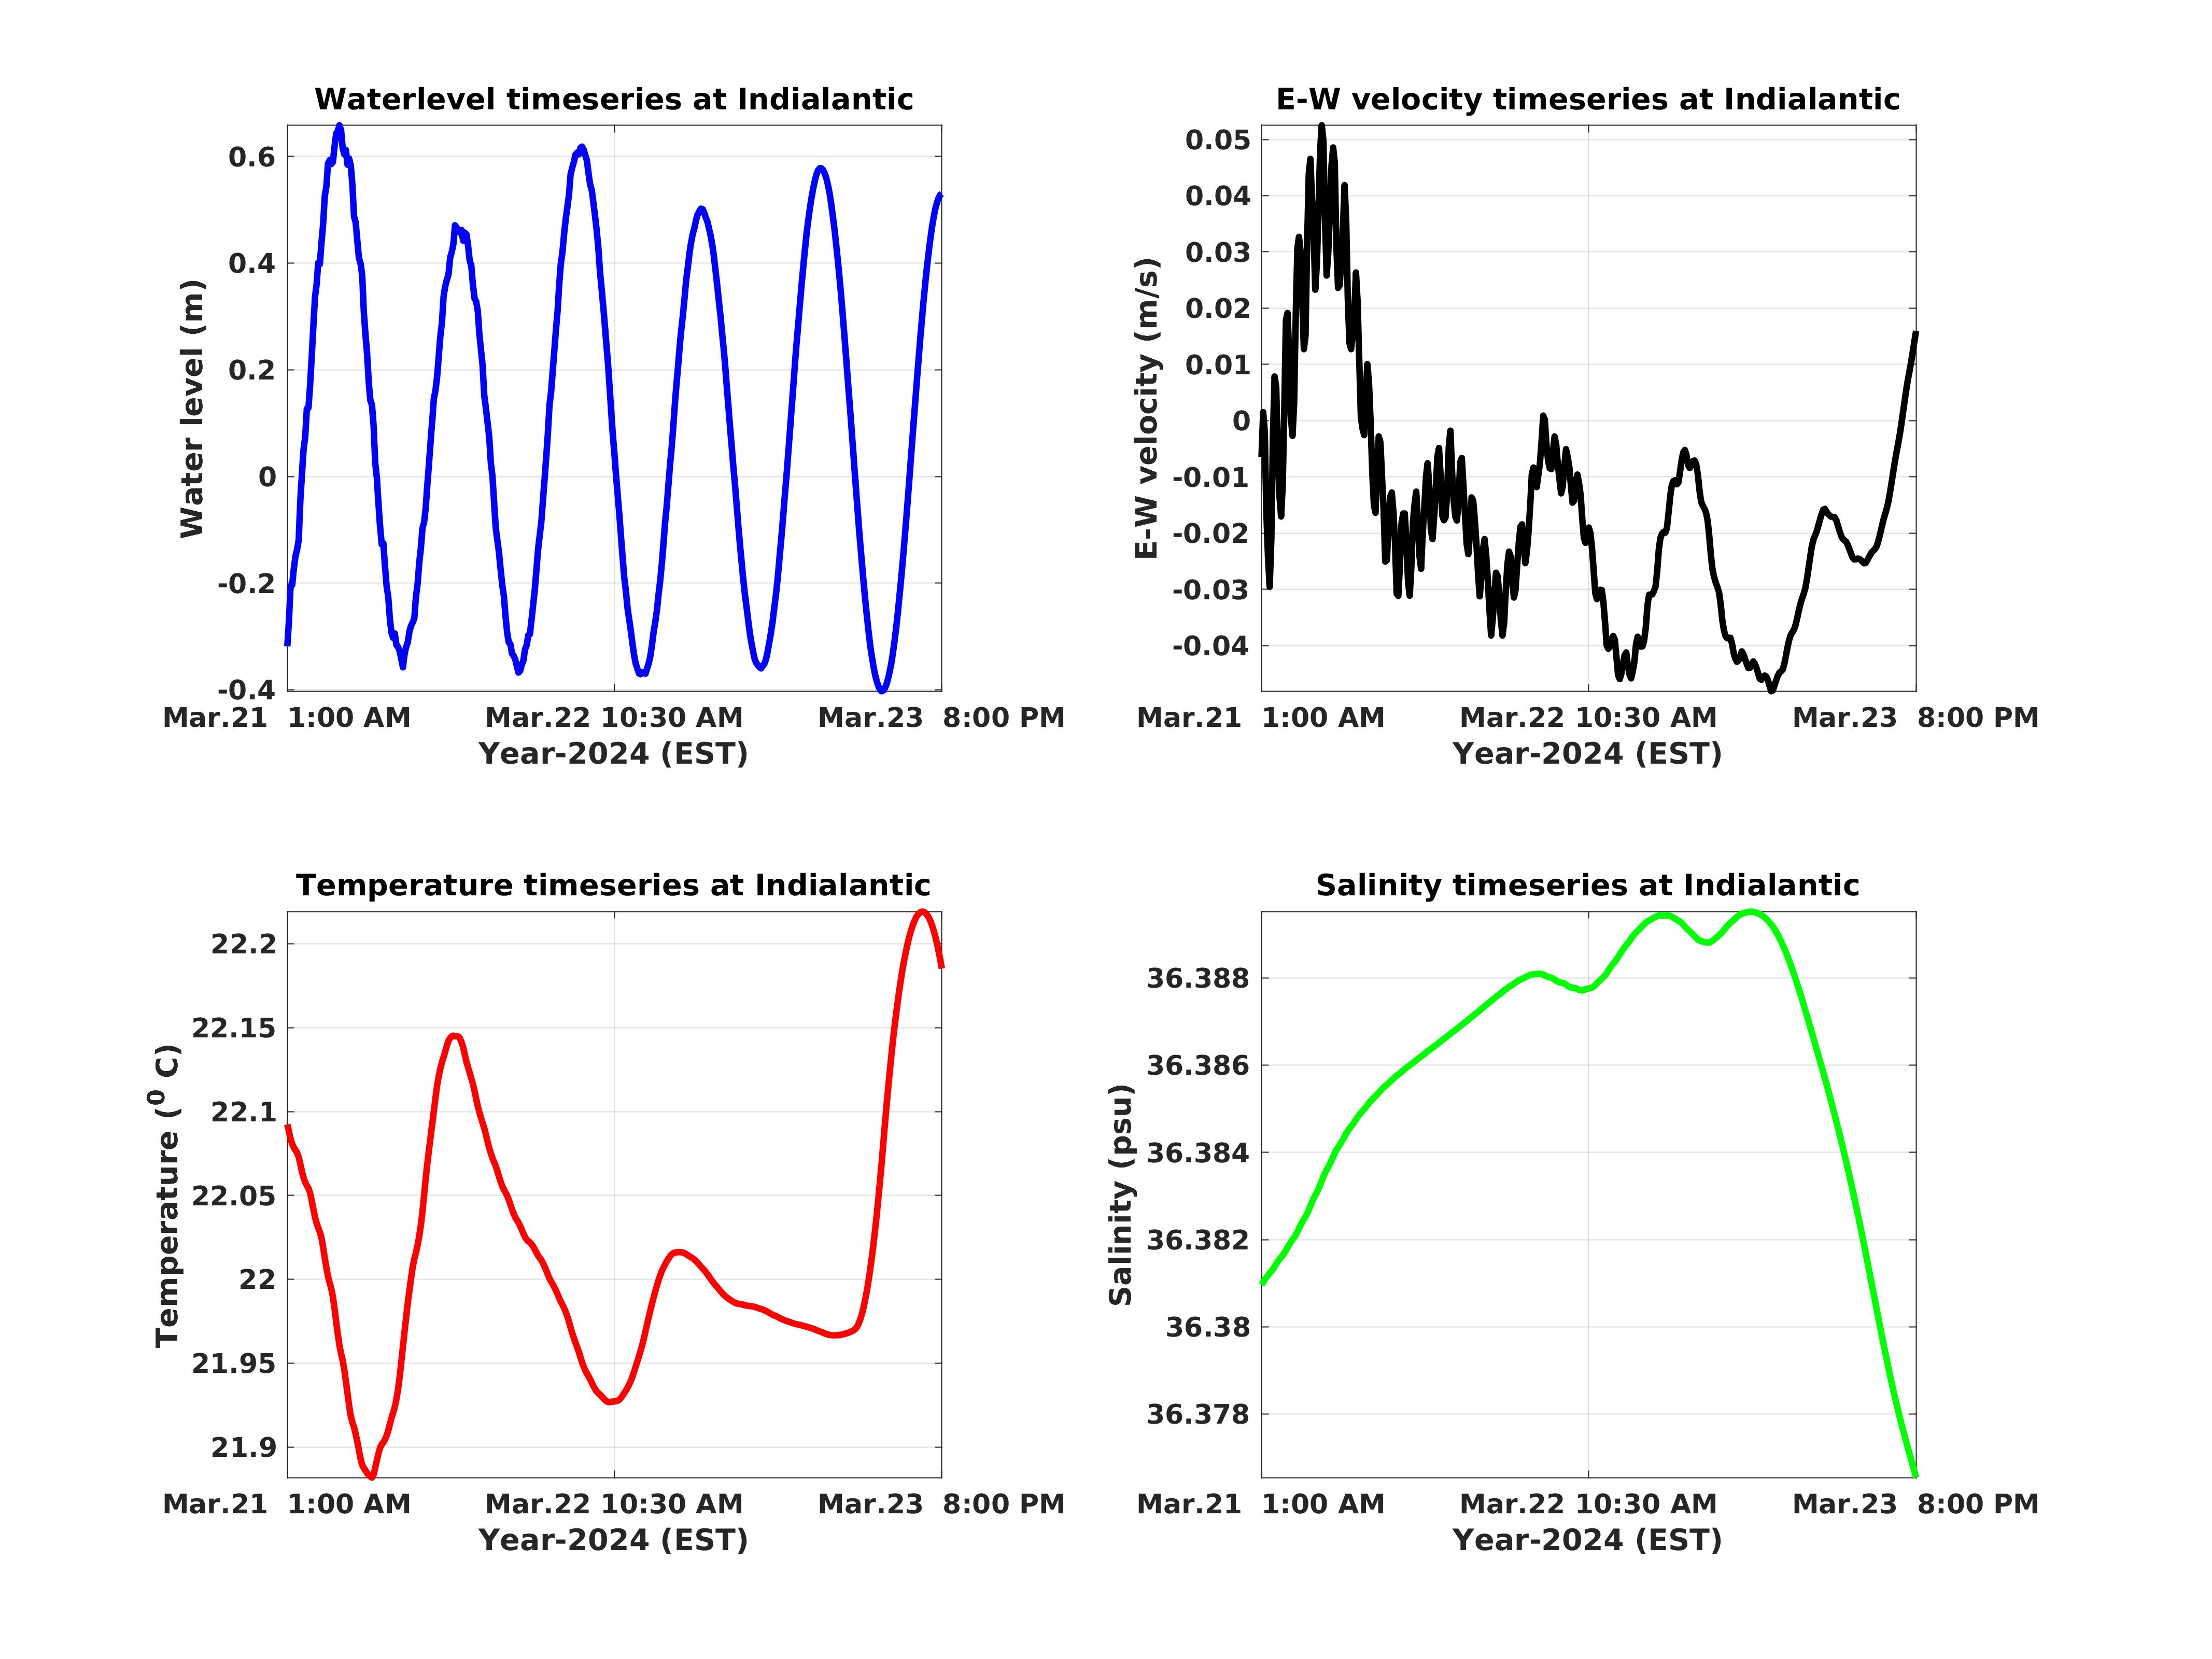 Waterlevel timeseries at Indialantic
Water level (m)
0.6
0.4
0.2
0
-0.2
-0.4
Mar.21 1:00 AM Mar.22 10:30 AM Mar.23 8:00 PM
Year-2024 (EST)
E-W velocity timeseries at Indialantic
E-W velocity (m/s)
0.05
0.04
0.03
0.02
0.01
0
-0.01
-0.02
-0.03
-0.04
Mar.21 1:00 AM Mar.22 10:30 AM Mar.23 8:00 PM
Year-2024 (EST)
Temperature timeseries at Indialantic
Temperature (⁰ C)
22.2
22.15
22.1
22.05
22
21.95
21.9
Mar.21 1:00 AM Mar.22 10:30 AM Mar.23 8:00 PM
Year-2024 (EST)
Salinity timeseries at Indialantic
Salinity (psu)
36.388
36.386
36.384
36.382
36.38
36.378
Mar.21 1:00 AM Mar.22 10:30 AM Mar.23 8:00 PM
Year-2024 (EST)